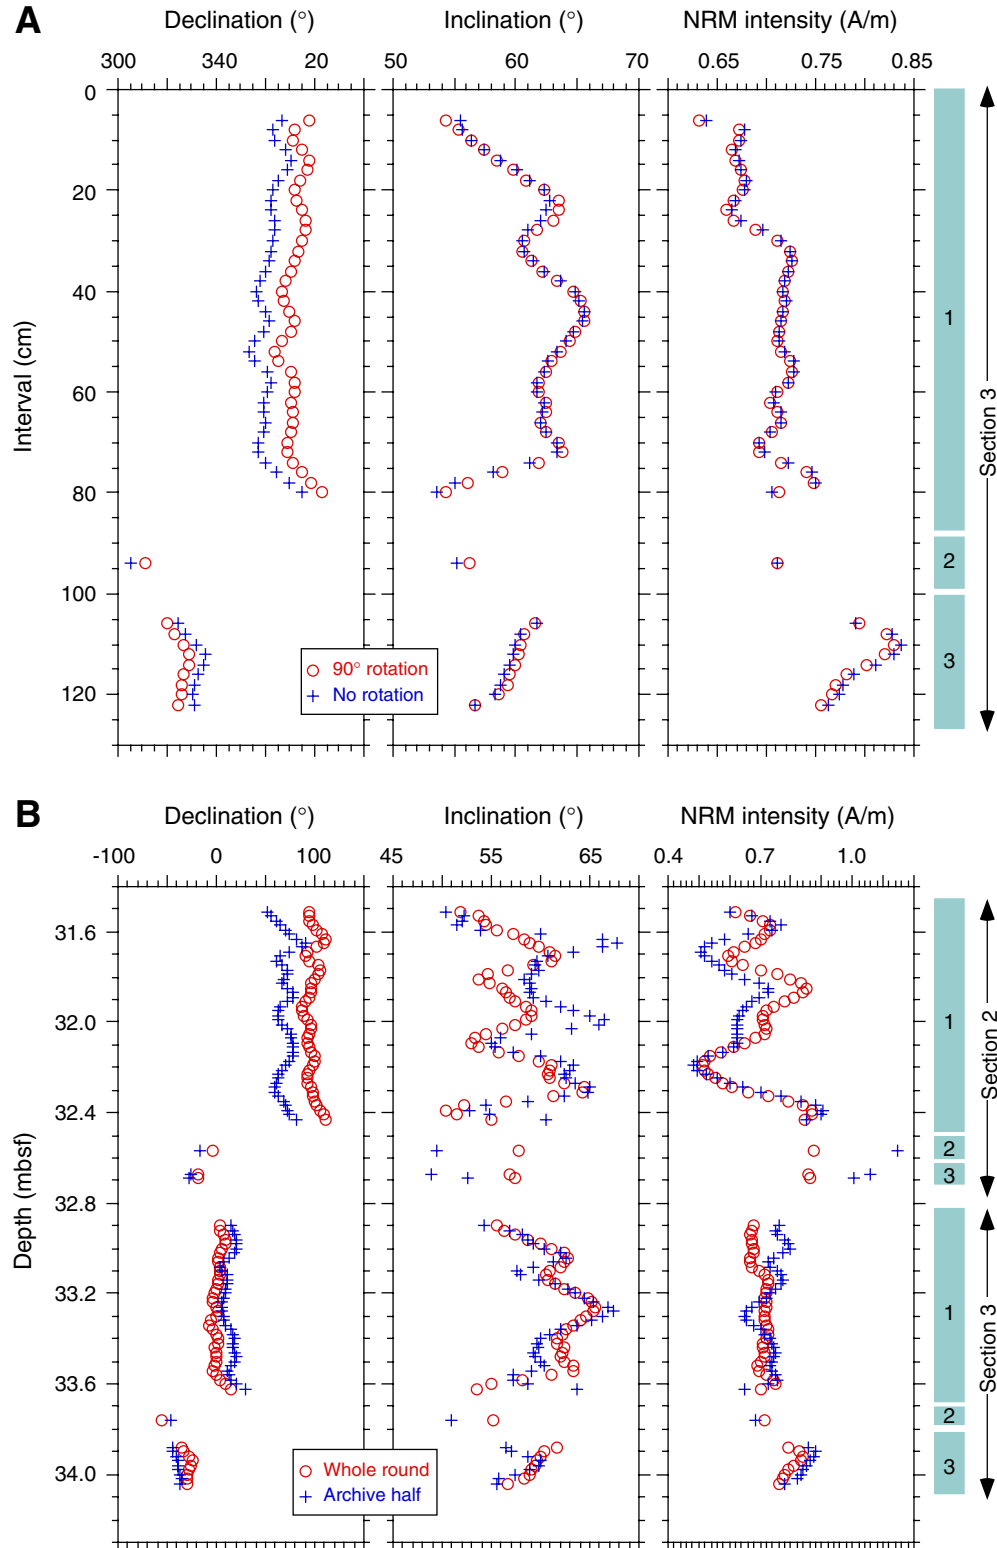 A
Declination (°) Inclination (°) NRM intensity (A/m)
300 340 20 50 60 70 0.65 0.75 0.85
0
20
40
60
80
100
120
Interval (cm)
90° rotation
No rotation
1
2
3
Section 3
B
Declination (°) Inclination (°) NRM intensity (A/m)
-100 0 100 45 55 65 0.4 0.7 1.0
31.6
32.0
32.4
32.8
33.2
33.6
34.0
Depth (mbsf)
Whole round
Archive half
1
2
3
Section 2
1
2
3
Section 3